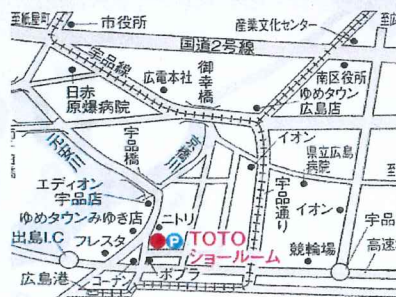 至紙屋町
市役所
産業文化センター
国道2号線
宇品線
御幸橋
広電本社
日赤
原爆病院
南区役所
ゆめタウン
広島店
宇品橋
京橋川
イオン
県立広島
病院
エディオン
宇品店
宇品通り
ゆめタウンみゆき店
ニトリ
イオン
出島I.C
フレスタ
P
TOTO
ショールーム
競輪場
宇品
高速
広島港
コーナン
ポプラ